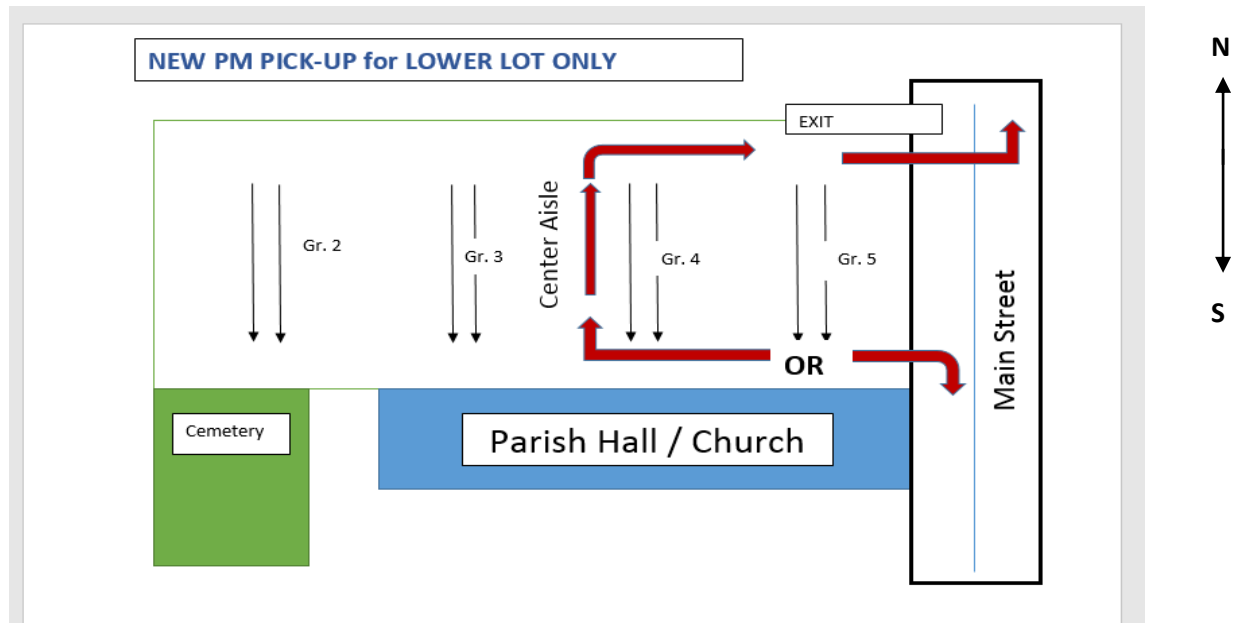 NEW PM PICK-UP for LOWER LOT ONLY
N
EXIT
Center Aisle
Gr. 2
Gr. 3
Gr. 4
Gr. 5
Main Street
S
OR
Cemetery
Parish Hall / Church